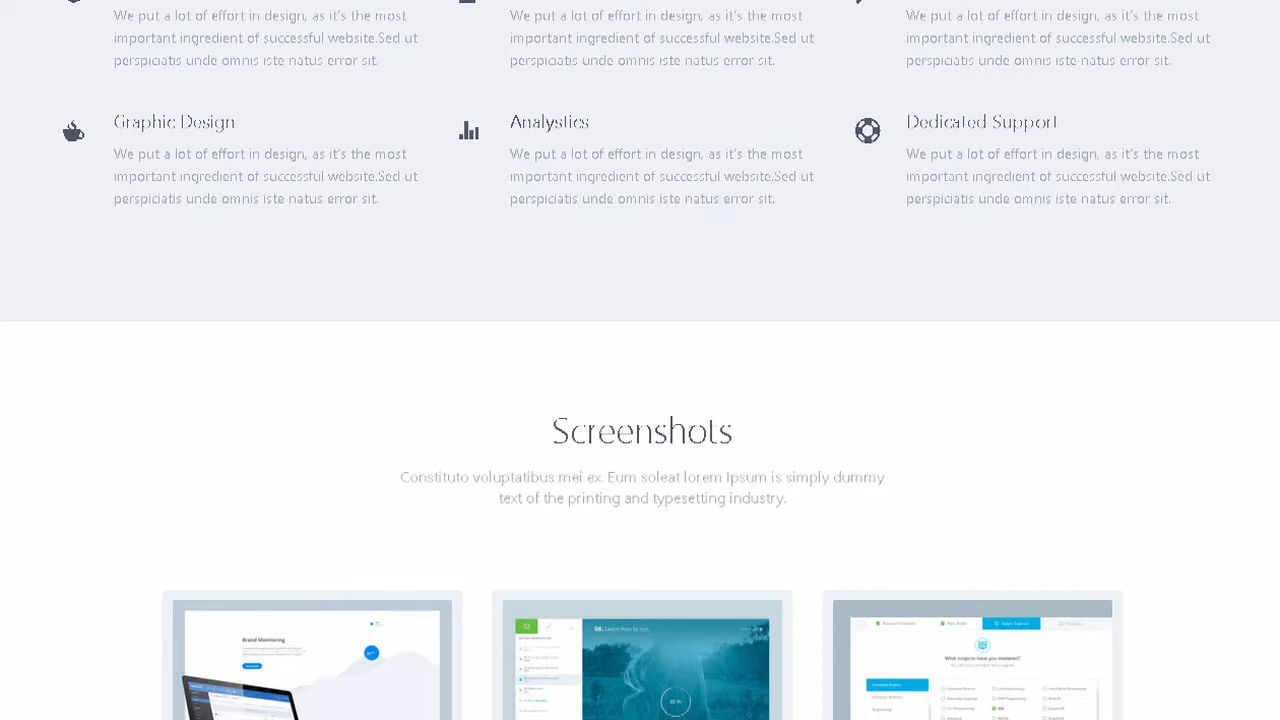 We put a lot of effort in design, as it's the most
important ingredient of successful website.Sed ut
perspiciatis unde omnis iste natus error sit.
We put a lot of effort in design, as it's the most
important ingredient of successful website.Sed ut
perspiciatis unde omnis iste natus error sit.
We put a lot of effort in design, as it's the most
important ingredient of successful website.Sed ut
perspiciatis unde omnis iste natus error sit.
Graphic Design
We put a lot of effort in design, as it's the most
important ingredient of successful website.Sed ut
perspiciatis unde omnis iste natus error sit.
Analystics
We put a lot of effort in design, as it's the most
important ingredient of successful website.Sed ut
perspiciatis unde omnis iste natus error sit.
Dedicated Support
We put a lot of effort in design, as it's the most
important ingredient of successful website.Sed ut
perspiciatis unde omnis iste natus error sit.
Screenshots
Constituto voluptatibus mei ex. Eum soleat lorem Ipsum is simply dummy
text of the printing and typesetting industry.
Brand Monitoring
Learn how to run
What subjects have you mastered?